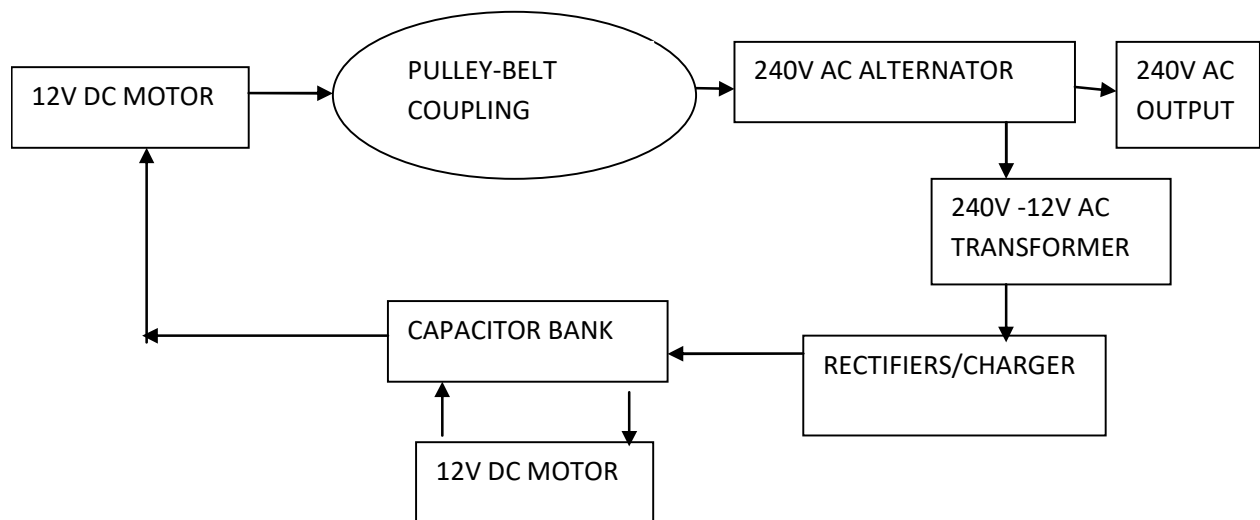 12V DC MOTOR
PULLEY-BELT
COUPLING
240V AC ALTERNATOR
240V AC
OUTPUT
240V -12V AC
TRANSFORMER
RECTIFIERS/CHARGER
CAPACITOR BANK
12V DC MOTOR